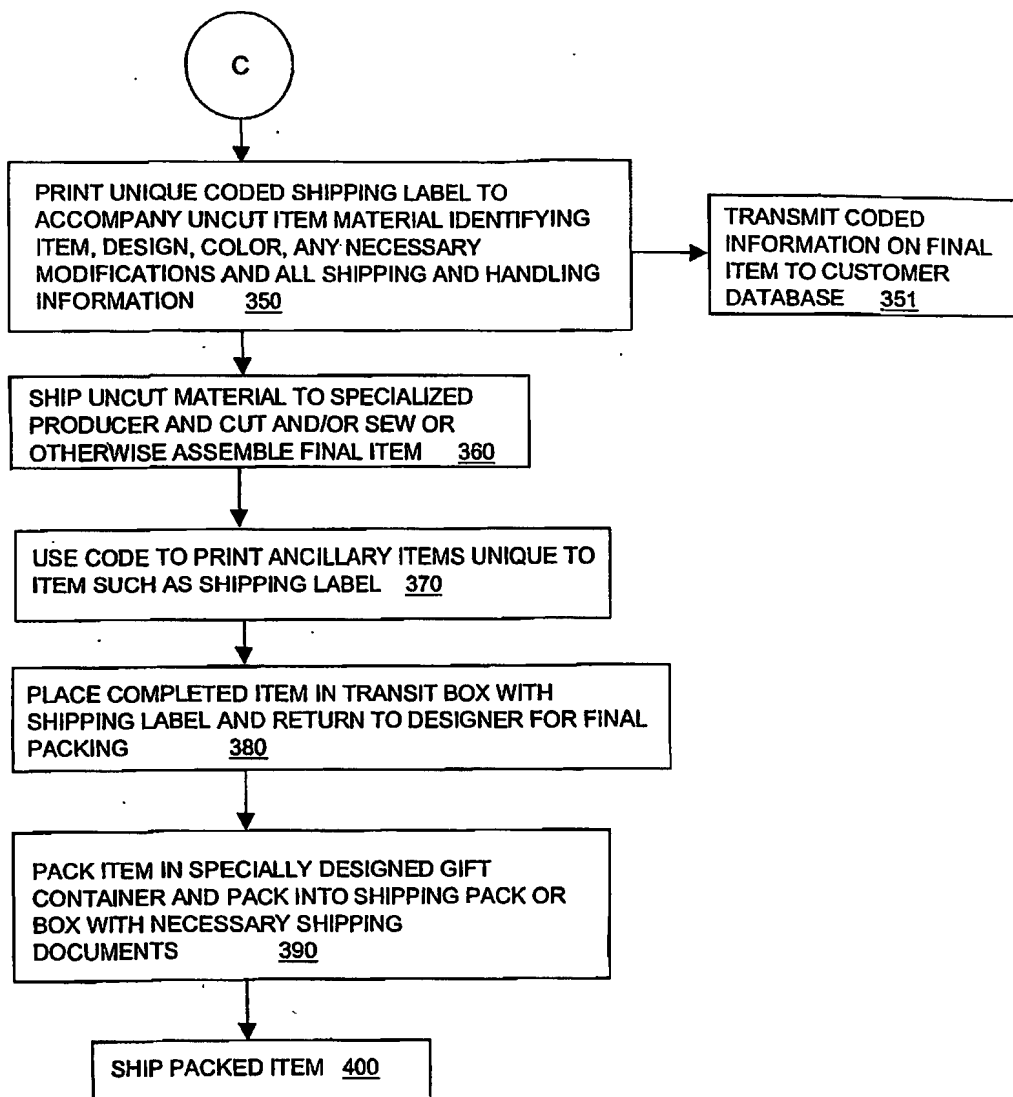 C
PRINT UNIQUE CODED SHIPPING LABEL TO
ACCOMPANY UNCUT ITEM MATERIAL IDENTIFYING
ITEM, DESIGN, COLOR, ANY NECESSARY
MODIFICATIONS AND ALL SHIPPING AND HANDLING
INFORMATION 350
TRANSMIT CODED
INFORMATION ON FINAL
ITEM TO CUSTOMER
DATABASE 351
SHIP UNCUT MATERIAL TO SPECIALIZED
PRODUCER AND CUT AND/OR SEW OR
OTHERWISE ASSEMBLE FINAL ITEM 360
USE CODE TO PRINT ANCILLARY ITEMS UNIQUE TO
ITEM SUCH AS SHIPPING LABEL 370
PLACE COMPLETED ITEM IN TRANSIT BOX WITH
SHIPPING LABEL AND RETURN TO DESIGNER FOR FINAL
PACKING 380
PACK ITEM IN SPECIALLY DESIGNED GIFT
CONTAINER AND PACK INTO SHIPPING PACK OR
BOX WITH NECESSARY SHIPPING
DOCUMENTS 390
SHIP PACKED ITEM 400